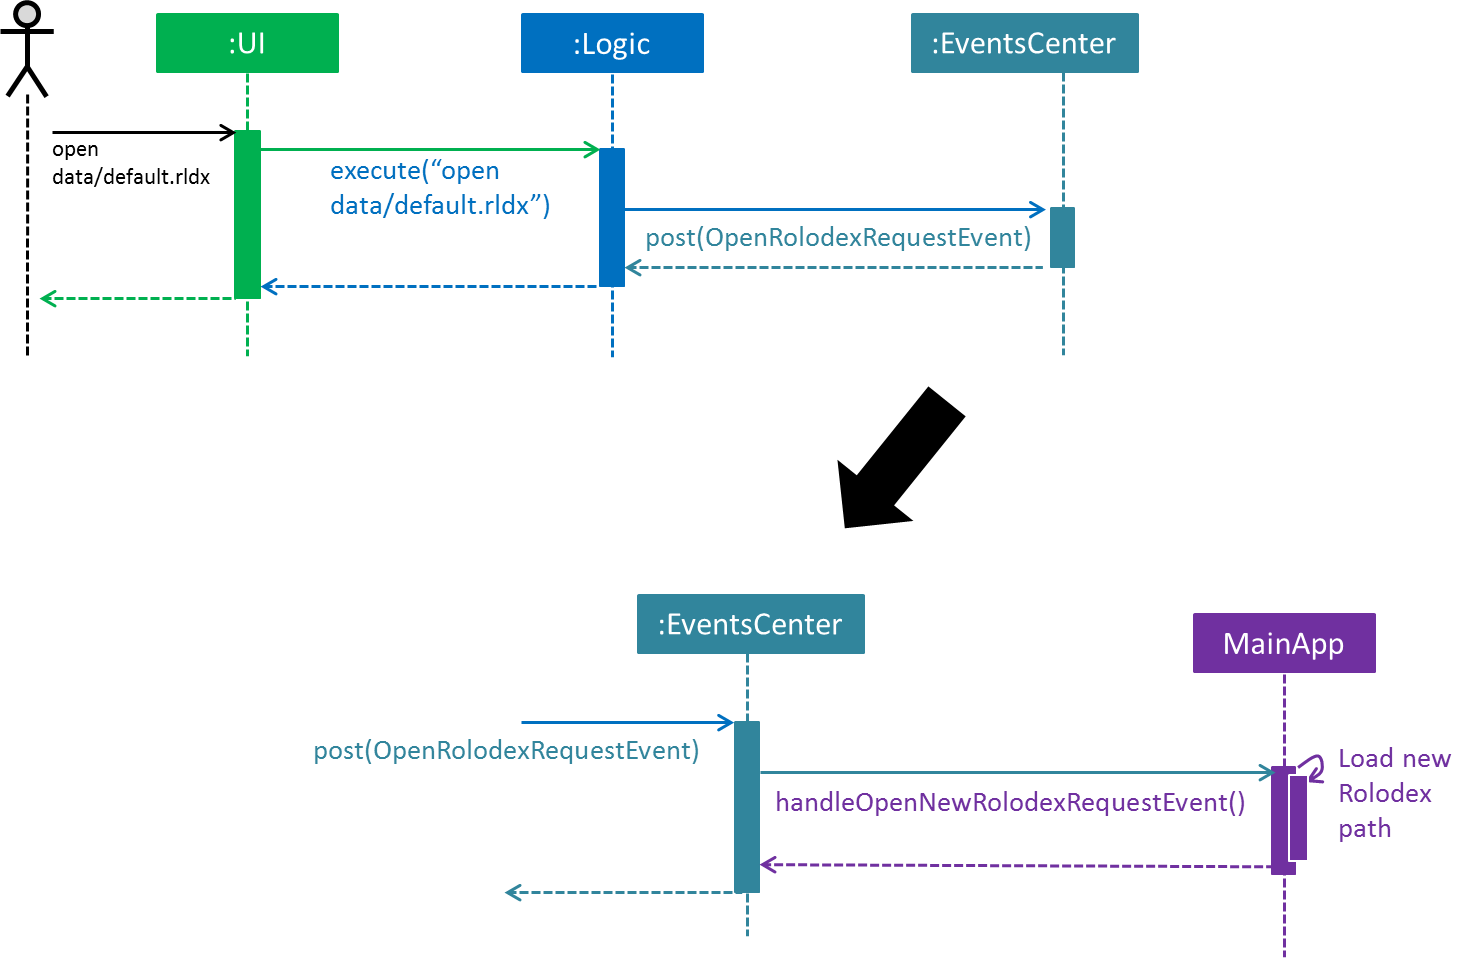 :UI
:Logic
:EventsCenter
open
data/default.rldx
execute(“open
data/default.rldx”)
post(OpenRolodexRequestEvent)
:EventsCenter
MainApp
post(OpenRolodexRequestEvent)
handleOpenNewRolodexRequestEvent()
Load new
Rolodex
path